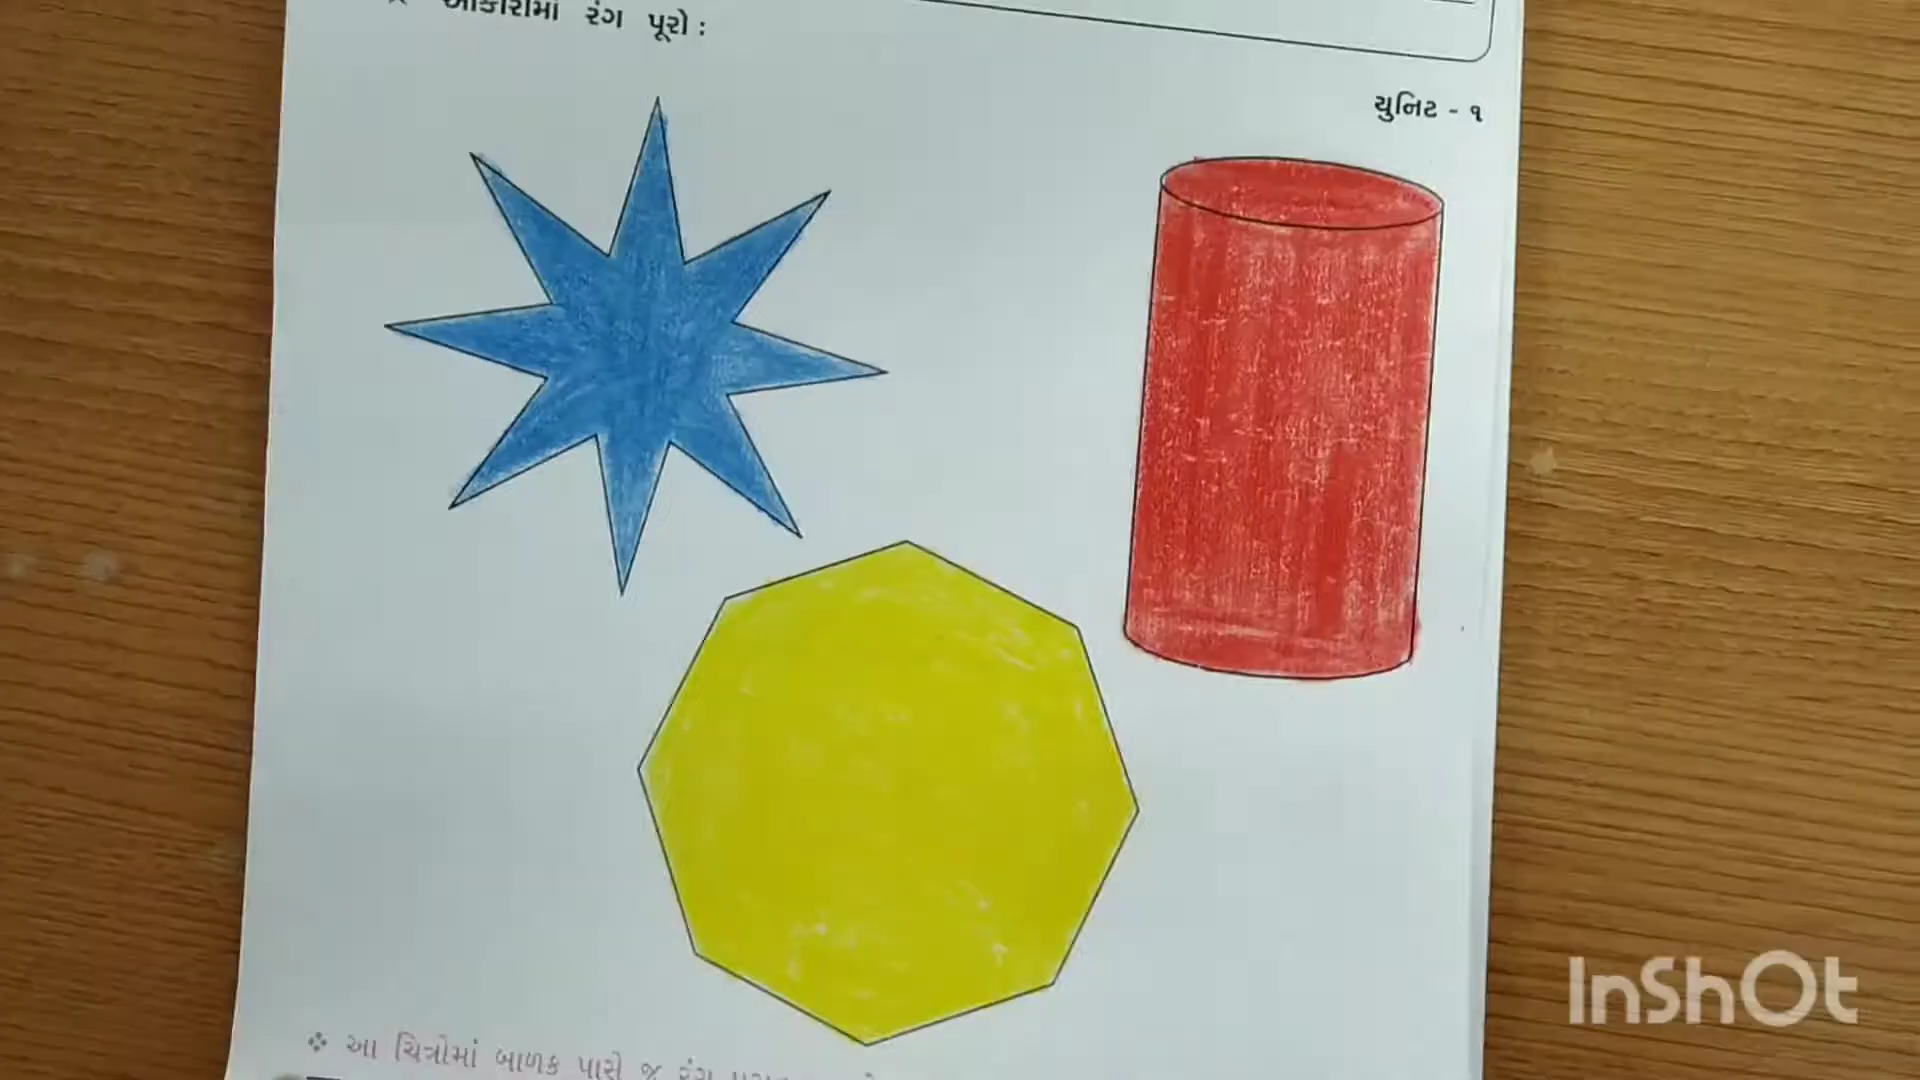 આકારોમાં રંગ પૂરો :
યુનિટ - ૧
❖ આ ચિત્રોમાં બાળક પાસે જ રંગ
InShOt